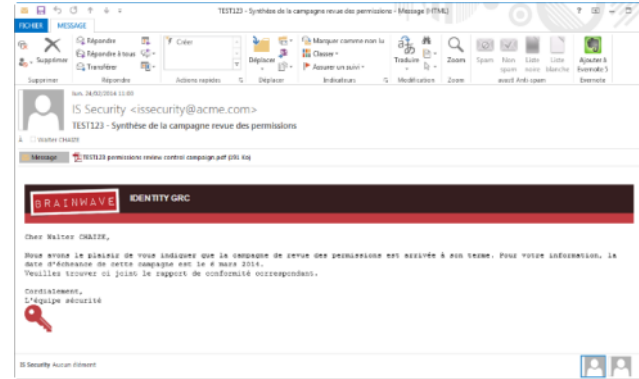 TEST123 - Synthèse de la campagne revue des permissions - Message (HTML)
FICHIER MESSAGE
Supprimer
Répondre
Répondre à tous
Transférer
Créer
Déplacer
Marquer comme non lu
Classer
Assurer un suivi
Traduire
Zoom
Spam
Non spam
Liste noire
Liste blanche
Ajouter à Evernote 5
Supprimer Répondre Actions rapides Déplacer Indicateurs Modification Zoom avast! Anti-spam Evernote
lun. 24/02/2014 11:03
IS Security <issecurity@acme.com>
TEST123 - Synthèse de la campagne revue des permissions
À Walter CHAIZE
Message TEST123 permissions review control campaign.pdf (391 Ko)
BRAINWAVE IDENTITY GRC
Cher Walter CHAIZE,
Nous avons le plaisir de vous indiquer que la campagne de revue des permissions est arrivée à son terme. Pour votre information, la
date d'échéance de cette campagne est le 6 mars 2014.
Veuillez trouver ci joint le rapport de conformité correspondant.
Cordialement,
L'équipe sécurité
IS Security Aucun élément